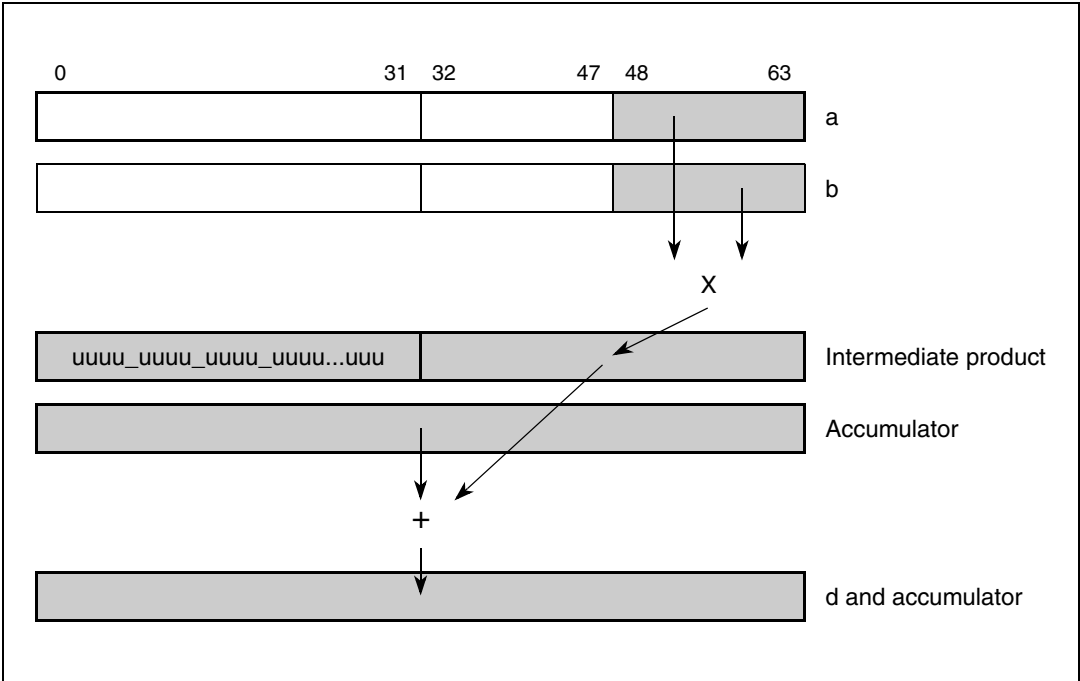 0 31 32 47 48 63
a
b
X
uuuu_uuuu_uuuu_uuuu...uuu Intermediate product
Accumulator
+
d and accumulator